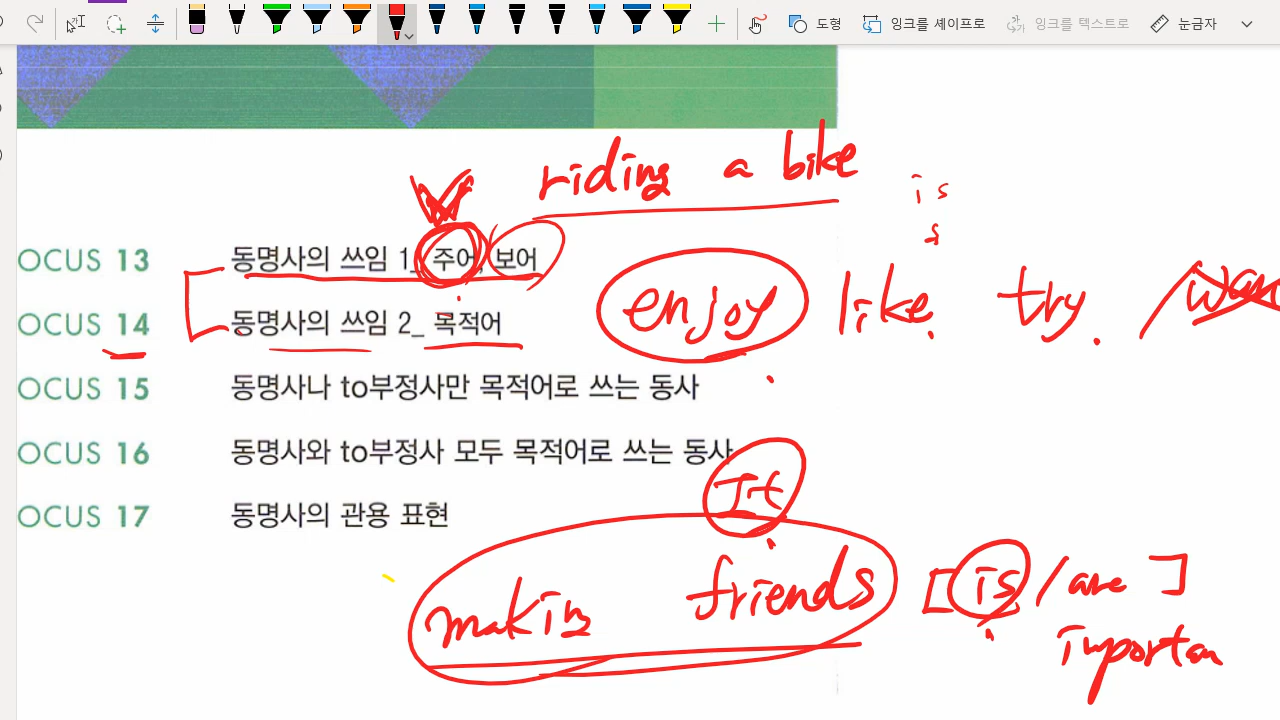 도형 잉크를 셰이프로 잉크를 텍스트로 눈금자
riding a bike
is
s
OCUS 13 동명사의 쓰임 1_ 주어, 보어
enjoy like, try.
OCUS 14 동명사의 쓰임 2_ 목적어
OCUS 15 동명사나 to부정사만 목적어로 쓰는 동사
OCUS 16 동명사와 to부정사 모두 목적어로 쓰는 동사
It
OCUS 17 동명사의 관용 표현
making friends [is/are]
importan